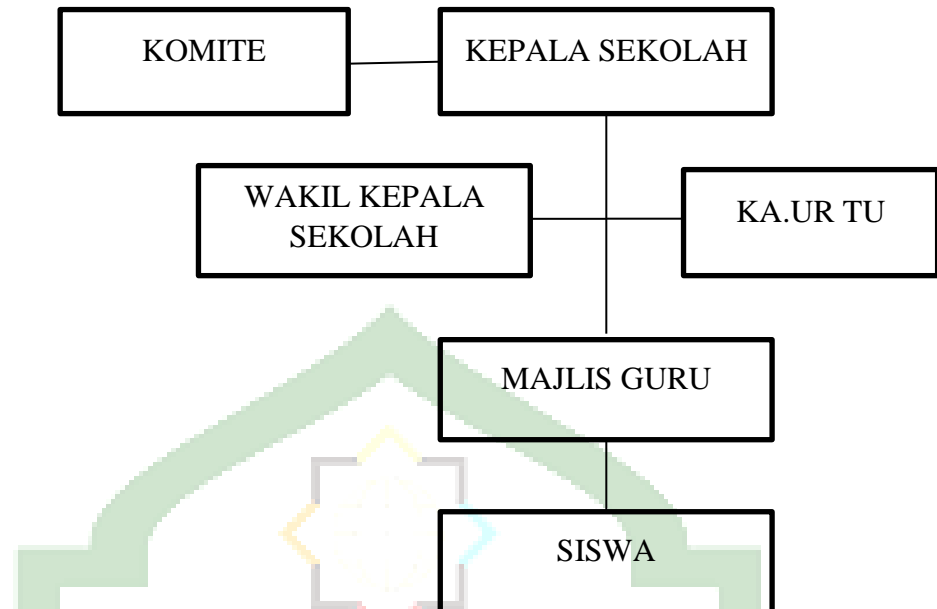 KOMITE
KEPALA SEKOLAH
WAKIL KEPALA
SEKOLAH
KA.UR TU
MAJLIS GURU
SISWA